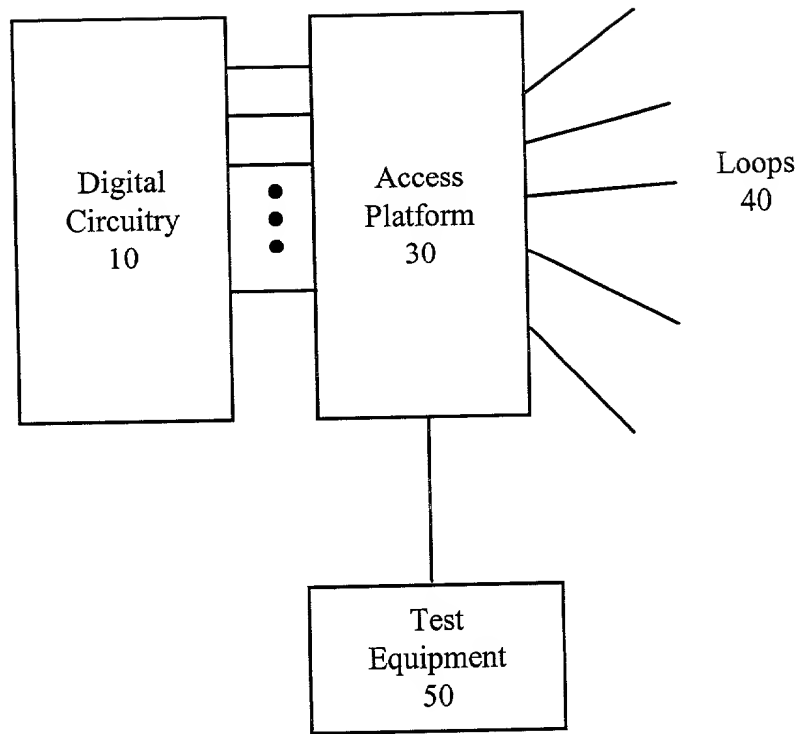 Digital
Circuitry
10
Access
Platform
30
Loops
40
Test
Equipment
50